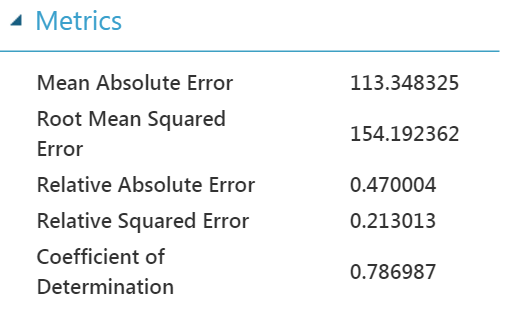 Metrics
Mean Absolute Error 113.348325
Root Mean Squared
Error
154.192362
Relative Absolute Error 0.470004
Relative Squared Error 0.213013
Coefficient of
Determination
0.786987